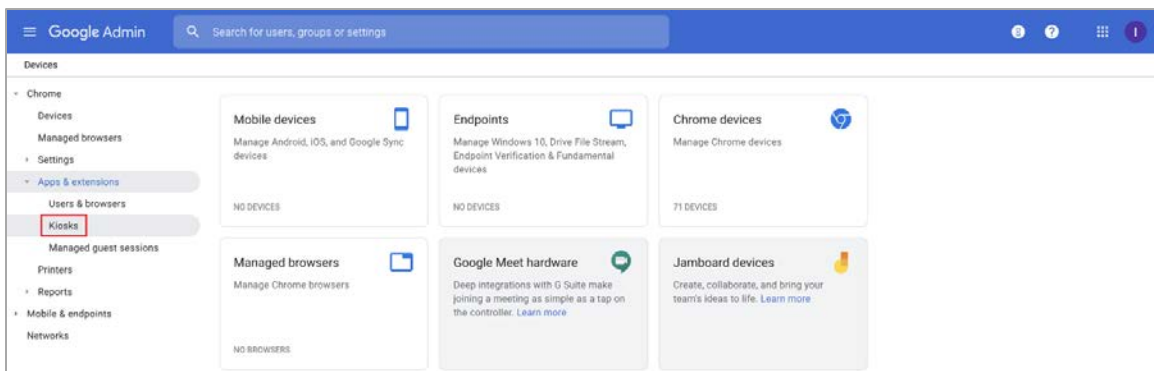 Google Admin
Search for users, groups or settings
Devices
Chrome
Devices
Managed browsers
Settings
Apps & extensions
Users & browsers
Kiosks
Managed guest sessions
Printers
Reports
Mobile & endpoints
Networks
Mobile devices
Manage Android, iOS, and Google Sync
devices
NO DEVICES
Endpoints
Manage Windows 10, Drive File Stream,
Endpoint Verification & Fundamental
devices
NO DEVICES
Chrome devices
Manage Chrome devices
71 DEVICES
Managed browsers
Manage Chrome browsers
NO BROWSERS
Google Meet hardware
Deep integrations with G Suite make
joining a meeting as simple as a tap on
the controller. Learn more
Jamboard devices
Create, collaborate, and bring your
team's ideas to life. Learn more